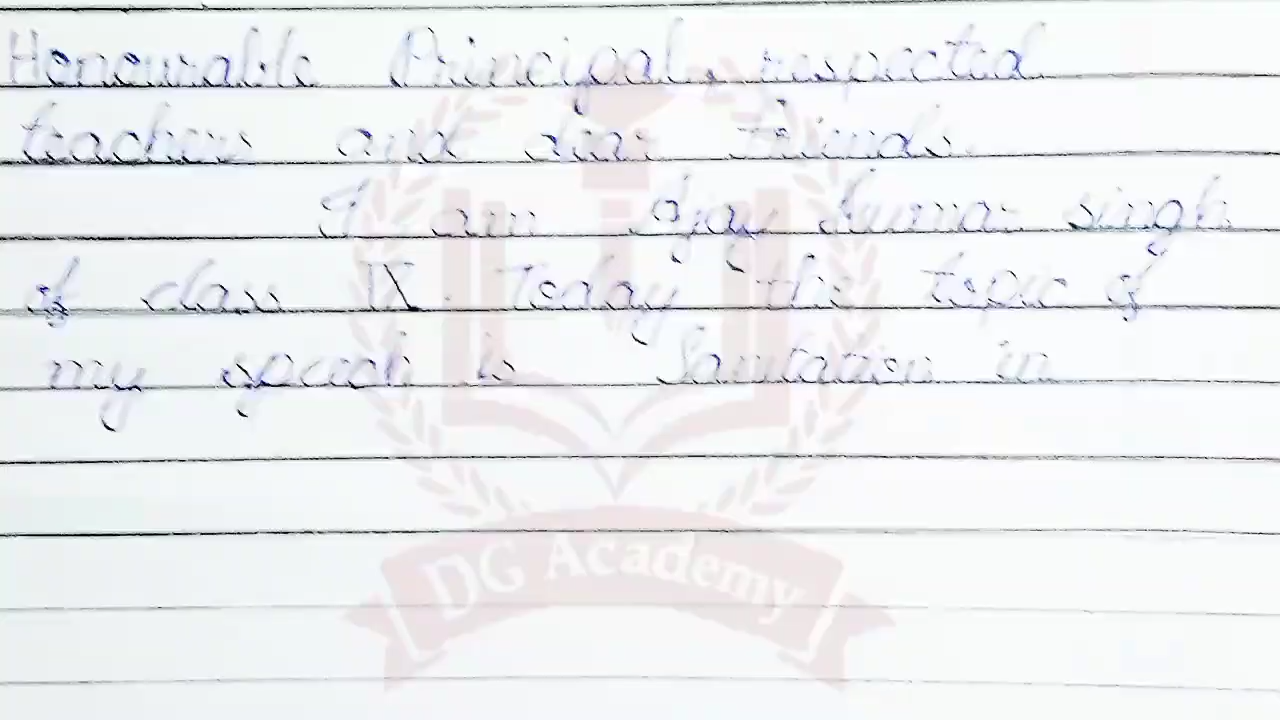 Honourable Principal, respected
teachers and dear friends.
I am Ajay kumar singh
of class IX. Today the topic of
my speech is Sanitation in
DG Academy